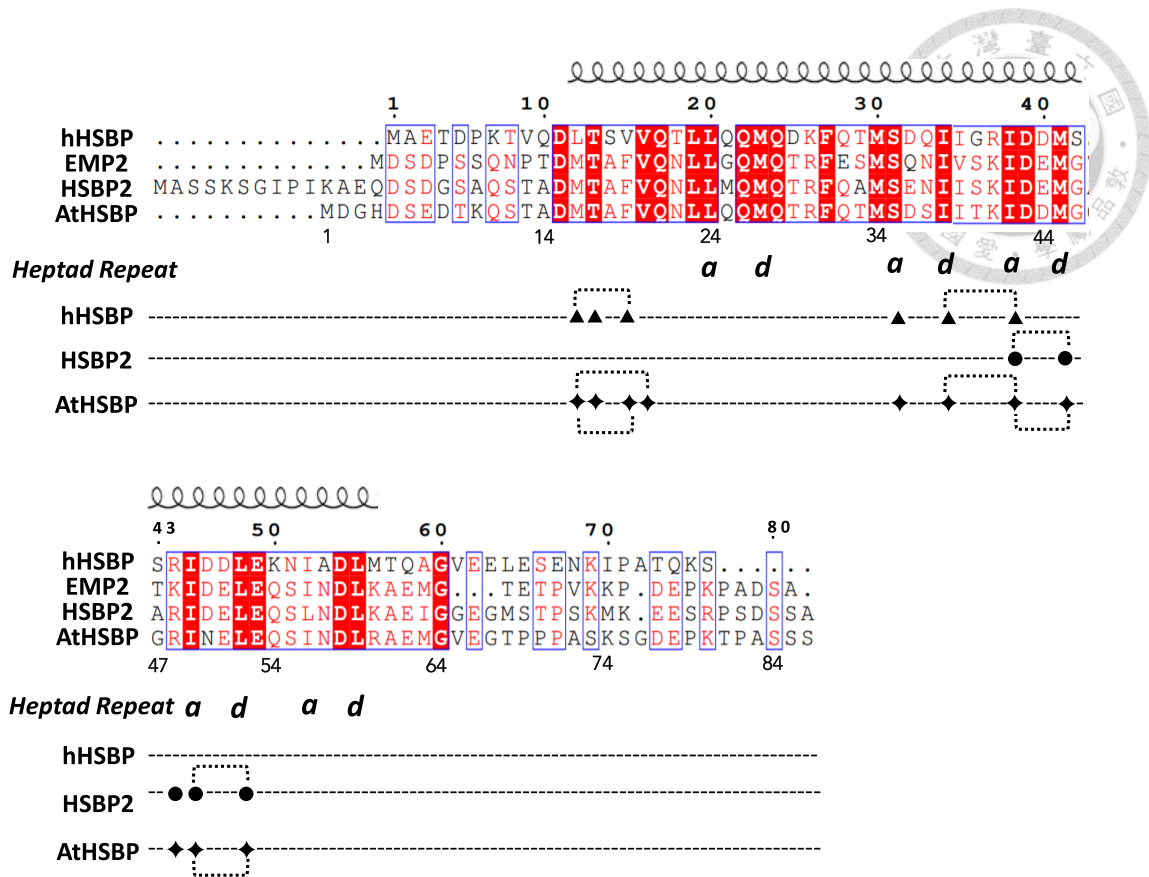 1 10 20 30 40
hHSBP ..............MAETDPKTVQDLTSVVQTLLQQMQDKFQTMSDQIIGRIDDMS
EMP2 .............MDSDPSSQNPTDMTAFVQNLLGQMQTRFESMSQNIVSKIDEMG
HSBP2 MASSKSGIPIKAEQDSDGSAQSTADMTAFVQNLLMQMQTRFQAMSENIISKIDEMG
AtHSBP ..........MDGHDSEDTKQSTADMTAFVQNLLQQMQTRFQTMSDSIITKIDDMG
1 14 24 34 44
Heptad Repeat a d a d a d
hHSBP
HSBP2
AtHSBP
43 50 60 70 80
hHSBP SRIDDLEKNIADLMTQAGVEELESENKIPATQKS......
EMP2 TKIDELEQSINDLKAEMG...TETPVKKP.DEPKPADSA.
HSBP2 ARIDELEQSLNDLKAEIGGEGMSTPSKMK.EESRPSDSSA
AtHSBP GRINELEQSINDLRAEMGVEGTPPPASKSGDEPKTPASSS
47 54 64 74 84
Heptad Repeat a d a d
hHSBP
HSBP2
AtHSBP